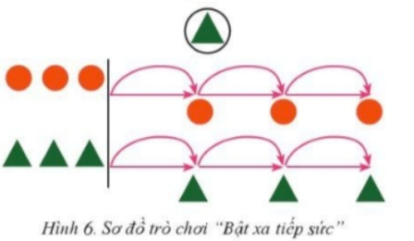 Hình 6. Sơ đồ trò chơi “Bật xa tiếp sức”